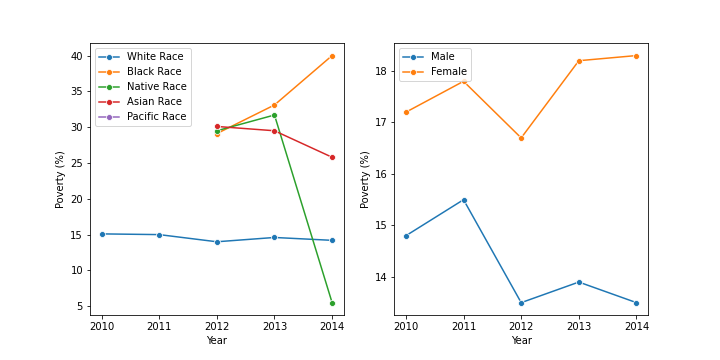 White Race
Black Race
Native Race
Asian Race
Pacific Race
40
35
30
25
20
15
10
5
Poverty (%)
2010 2011 2012 2013 2014
Year
Male
Female
18
17
16
15
14
Poverty (%)
2010 2011 2012 2013 2014
Year